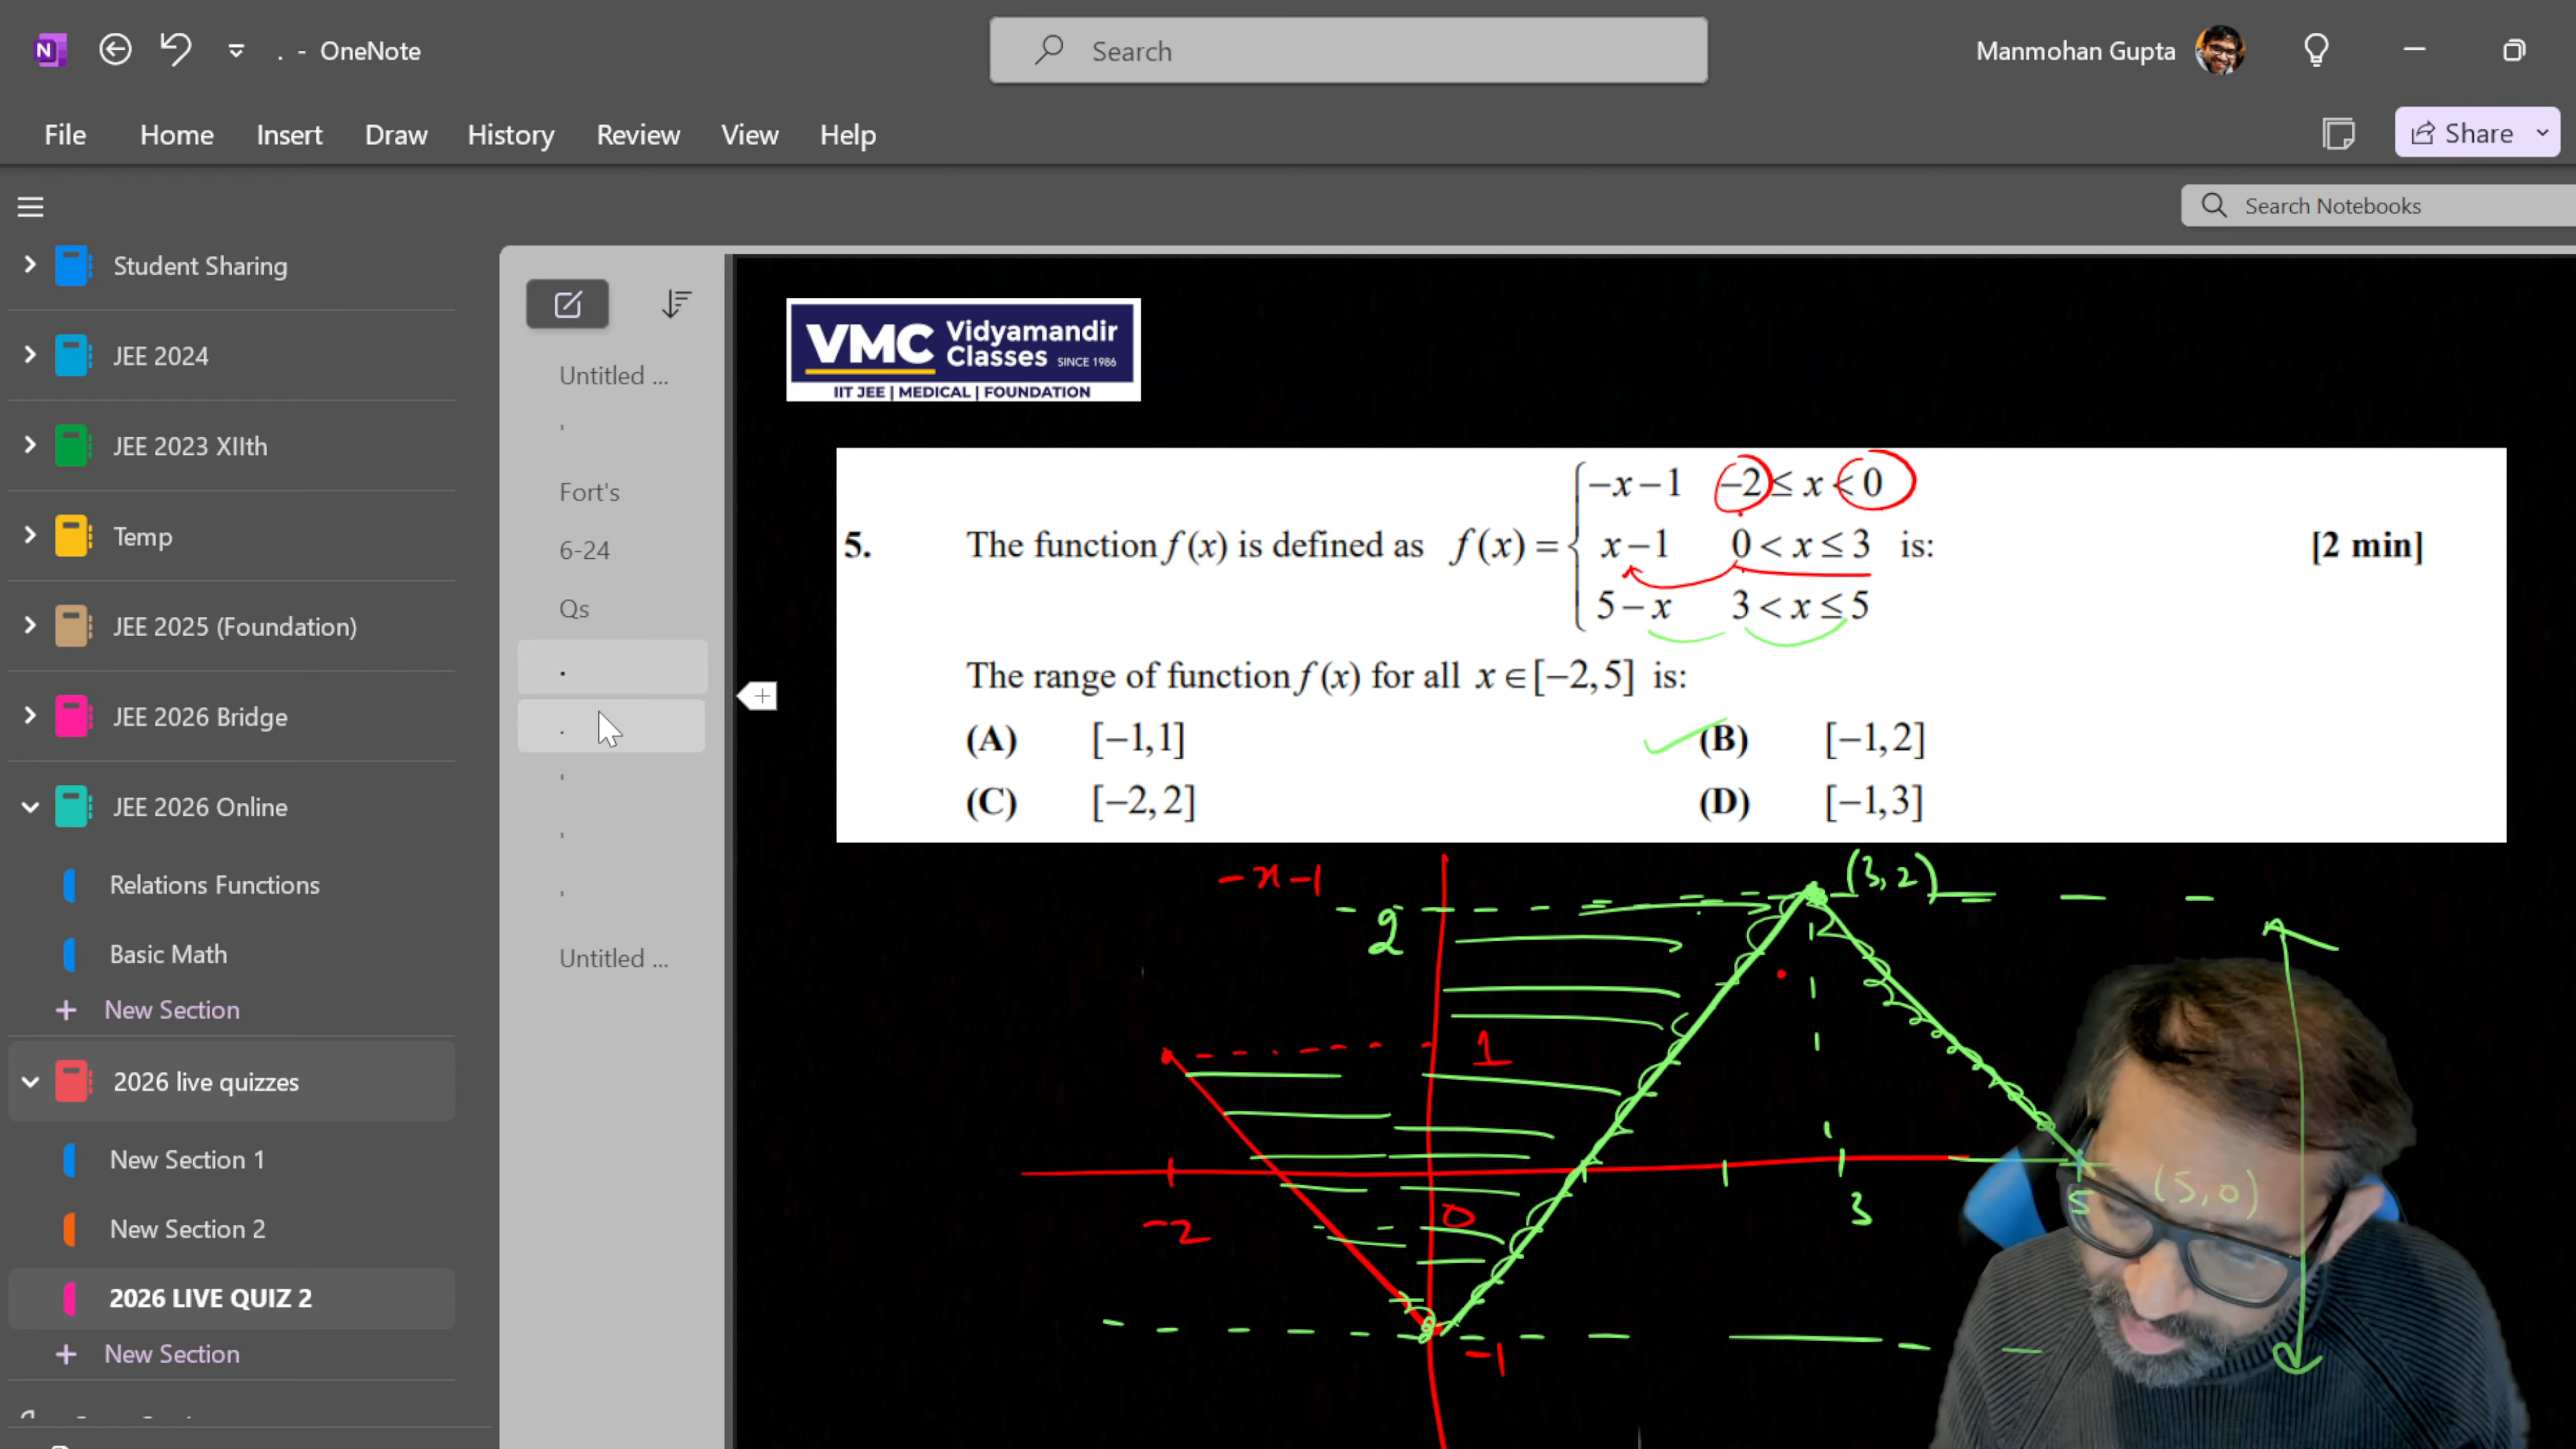 . - OneNote
Search
Manmohan Gupta
File Home Insert Draw History Review View Help
Share
Search Notebooks
Student Sharing
JEE 2024
JEE 2023 XIIth
Temp
JEE 2025 (Foundation)
JEE 2026 Bridge
JEE 2026 Online
Relations Functions
Basic Math
+ New Section
2026 live quizzes
New Section 1
New Section 2
2026 LIVE QUIZ 2
+ New Section
Untitled ...
'
Fort's
6-24
Qs
.
.
'
'
'
Untitled ...
VMC Vidyamandir Classes SINCE 1986
IIT JEE | MEDICAL | FOUNDATION
5. The function f (x) is defined as f (x) = { −x −1 −2 ≤ x < 0
x −1 0 < x ≤ 3 is: [2 min]
5 − x 3 < x ≤ 5
The range of function f (x) for all x ∈ [−2, 5] is:
(A) [−1, 1] (B) [−1, 2]
(C) [−2, 2] (D) [−1, 3]
-x-1
(3,2)
2
1
-2
0
3
5
(5,0)
-1